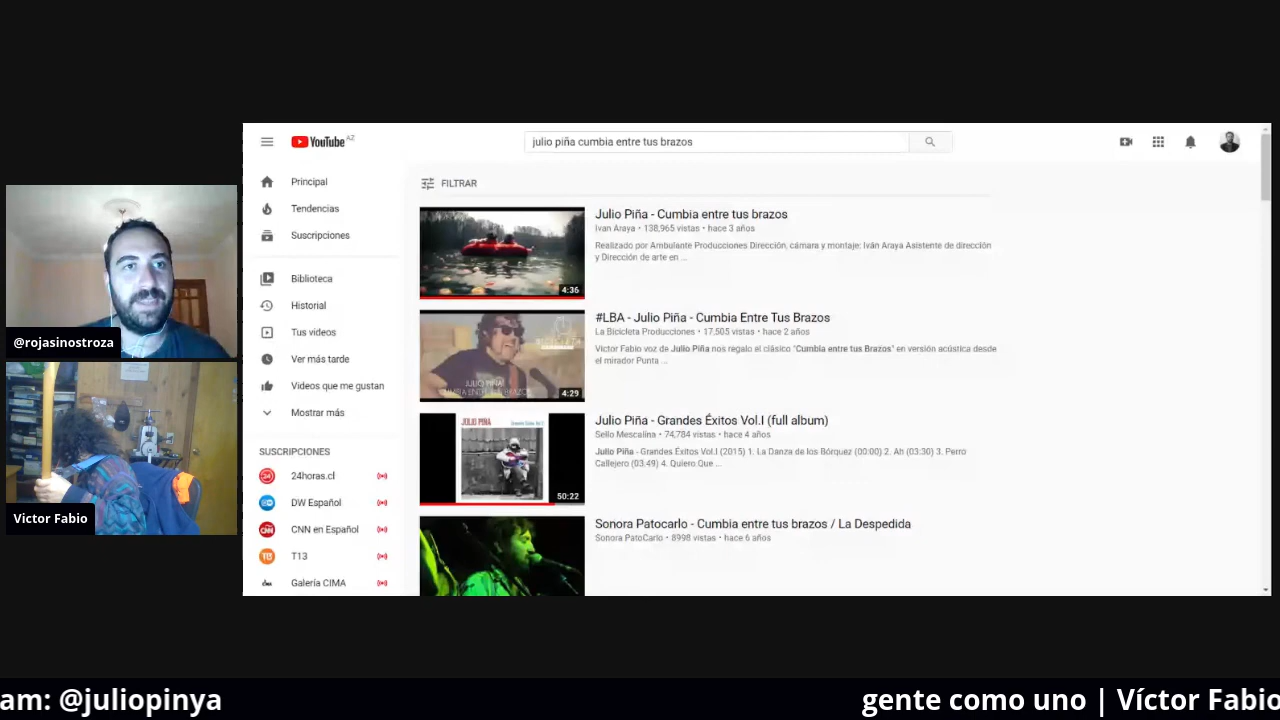 YouTube AZ
julio piña cumbia entre tus brazos
Principal
Tendencias
Suscripciones
Biblioteca
Historial
Tus videos
Ver más tarde
Videos que me gustan
Mostrar más
SUSCRIPCIONES
24horas.cl
DW Español
CNN en Español
T13
Galería CIMA
FILTRAR
4:36
Julio Piña - Cumbia entre tus brazos
Ivan Araya • 138,965 vistas • hace 3 años
Realizado por Ambulante Producciones Dirección, cámara y montaje: Iván Araya Asistente de dirección
y Dirección de arte en ...
JULIO PIÑA
4:29
#LBA - Julio Piña - Cumbia Entre Tus Brazos
La Bicicleta Producciones • 17,505 vistas • hace 2 años
Victor Fabio voz de Julio Piña nos regalo el clásico "Cumbia entre tus Brazos" en versión acústica desde
el mirador Punta ...
JULIO PIÑA
50:22
Julio Piña - Grandes Éxitos Vol.I (full album)
Sello Mescalina • 74,784 vistas • hace 4 años
Julio Piña - Grandes Éxitos Vol.I (2015) 1. La Danza de los Bórquez (00:00) 2. Ah (03:30) 3. Perro
Callejero (03:49) 4. Quiero Que ...
Sonora Patocarlo - Cumbia entre tus brazos / La Despedida
Sonora PatoCarlo • 8998 vistas • hace 6 años
@rojasinostroza
Victor Fabio
am: @juliopinya
gente como uno | Víctor Fabio